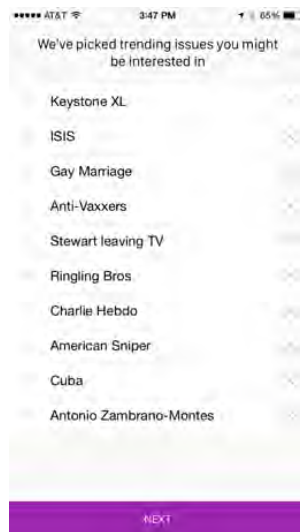 AT&T 3:47 PM 65%
We've picked trending issues you might
be interested in
Keystone XL
ISIS
Gay Marriage
Anti-Vaxxers
Stewart leaving TV
Ringling Bros
Charlie Hebdo
American Sniper
Cuba
Antonio Zambrano-Montes
NEXT